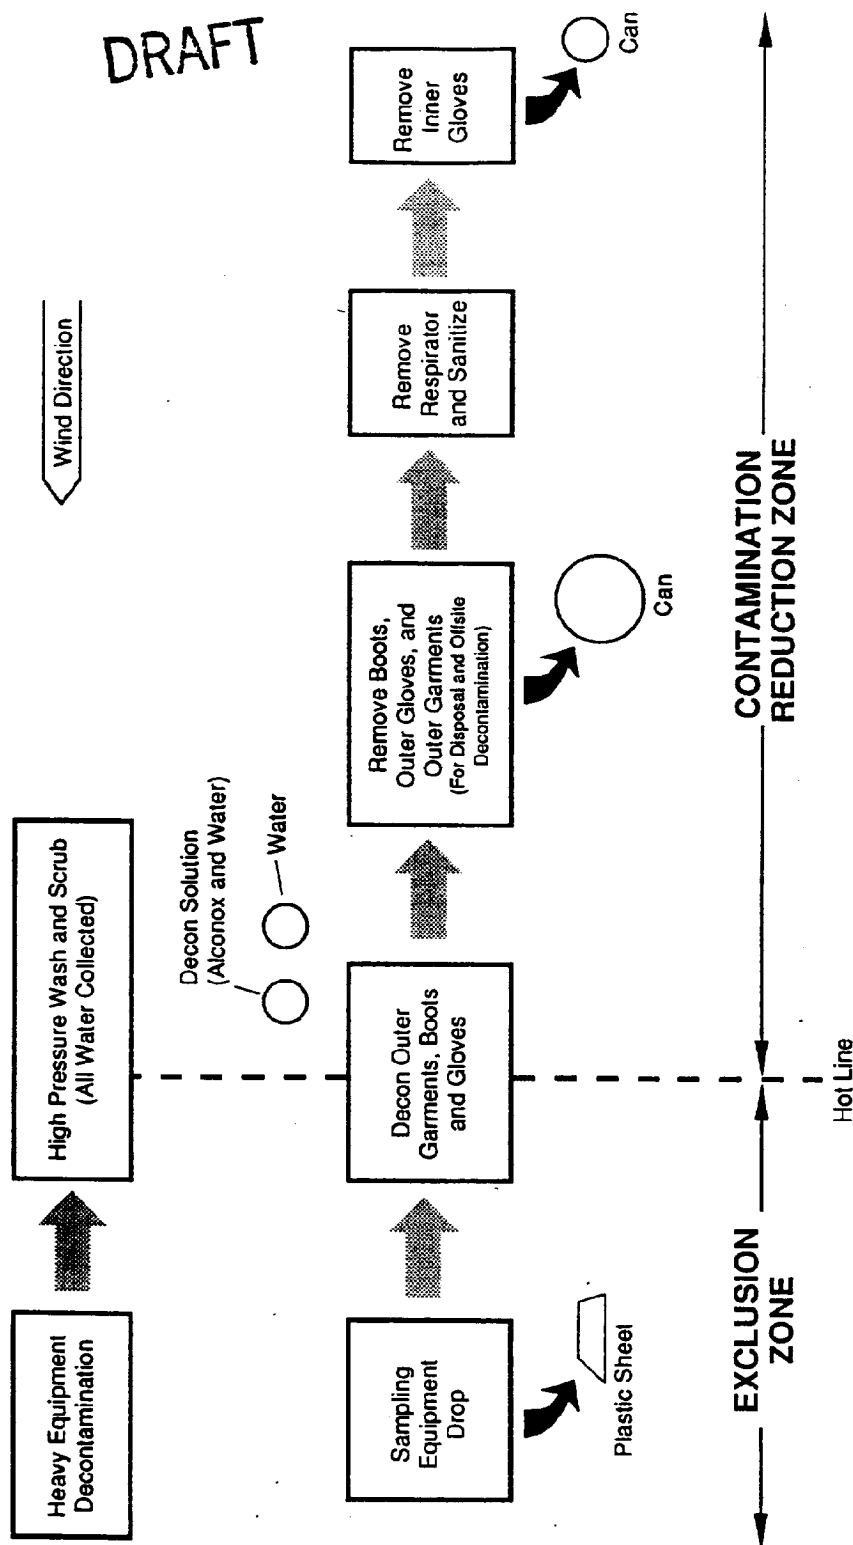 DRAFT
Wind Direction
Heavy Equipment
Decontamination
High Pressure Wash and Scrub
(All Water Collected)
Decon Solution
(Alconox and Water)
Water
Sampling
Equipment
Drop
Plastic Sheet
Decon Outer
Garments, Boots
and Gloves
Remove Boots,
Outer Gloves, and
Outer Garments
(For Disposal and Offsite
Decontamination)
Can
Remove
Respirator
and Sanitize
Remove
Inner
Gloves
Can
EXCLUSION
ZONE
Hot Line
CONTAMINATION
REDUCTION ZONE